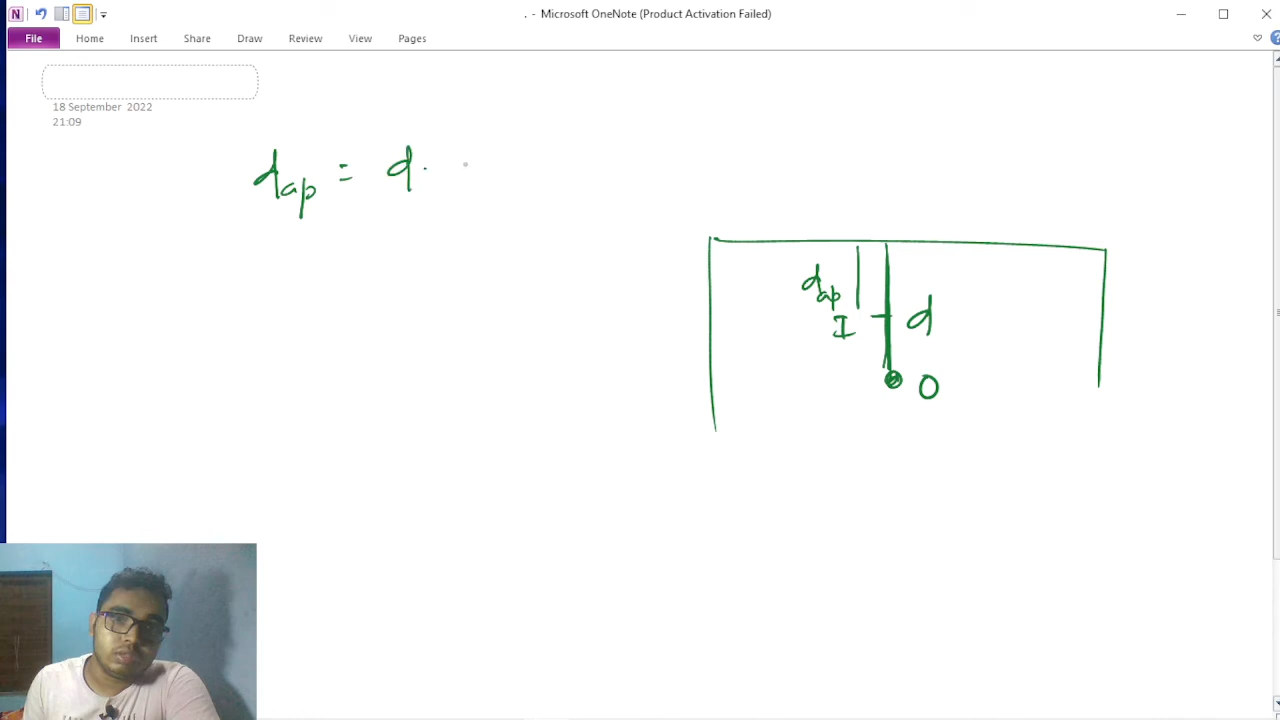 . - Microsoft OneNote (Product Activation Failed)
File Home Insert Share Draw Review View Pages
18 September 2022
21:09
dap = d.
dap
I
d
O